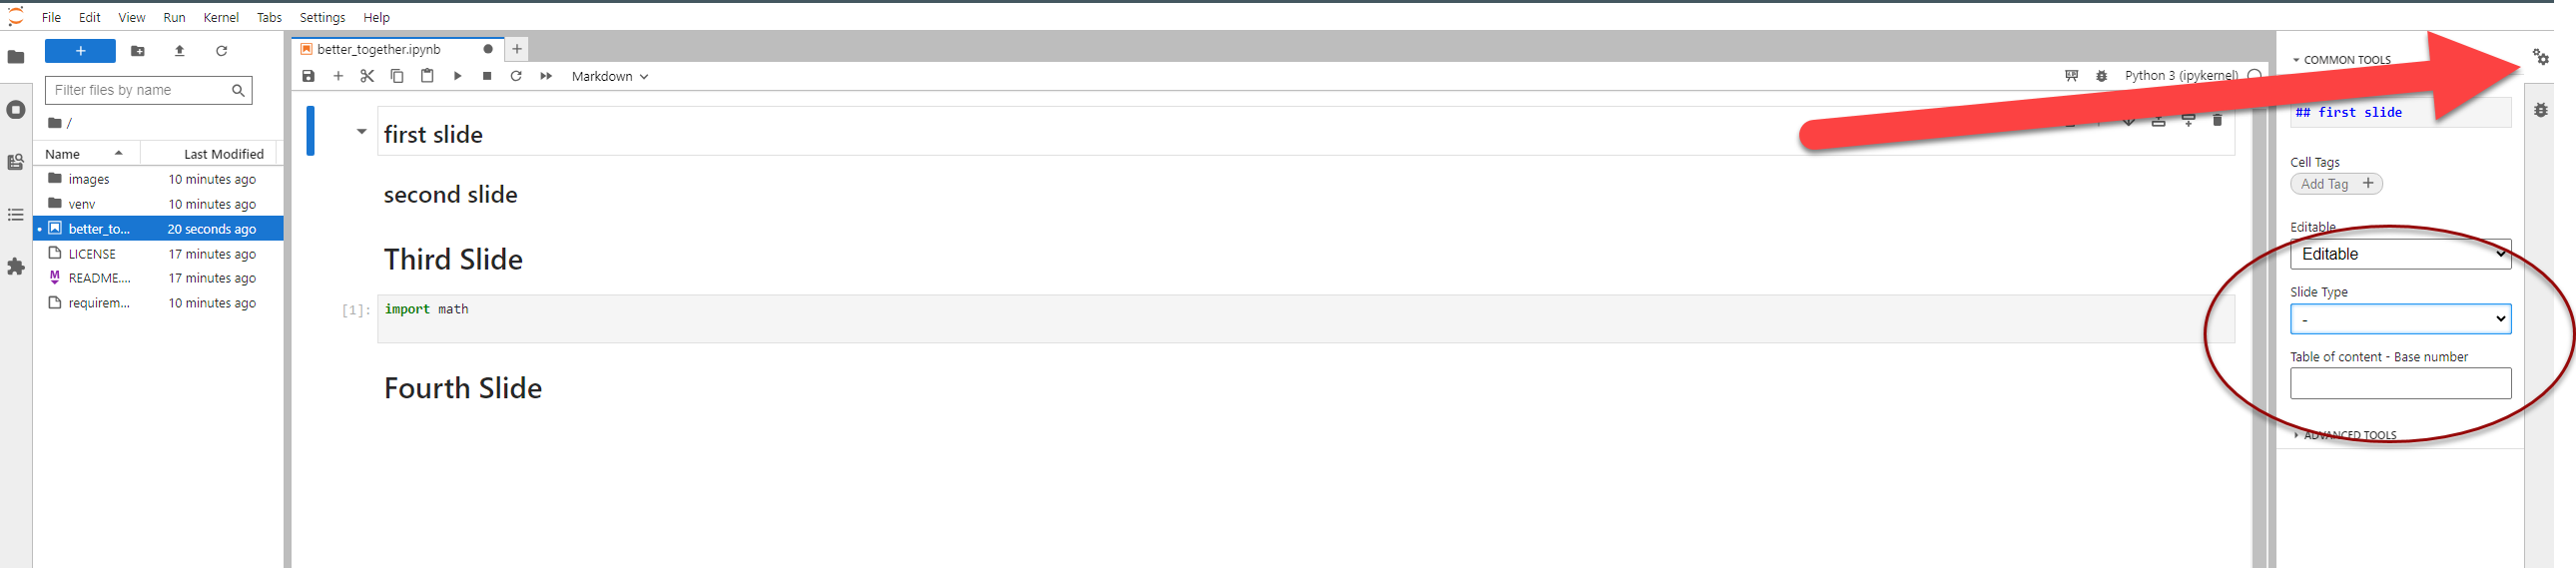 File Edit View Run Kernel Tabs Settings Help
+
Filter files by name
/
Name Last Modified
images 10 minutes ago
venv 10 minutes ago
better_to... 20 seconds ago
LICENSE 17 minutes ago
M README.... 17 minutes ago
requirem... 10 minutes ago
better_together.ipynb
Markdown
Python 3 (ipykernel)
first slide
second slide
Third Slide
[1]: import math
Fourth Slide
COMMON TOOLS
## first slide
Cell Tags
Add Tag +
Editable
Editable
Slide Type
-
Table of content - Base number
ADVANCED TOOLS